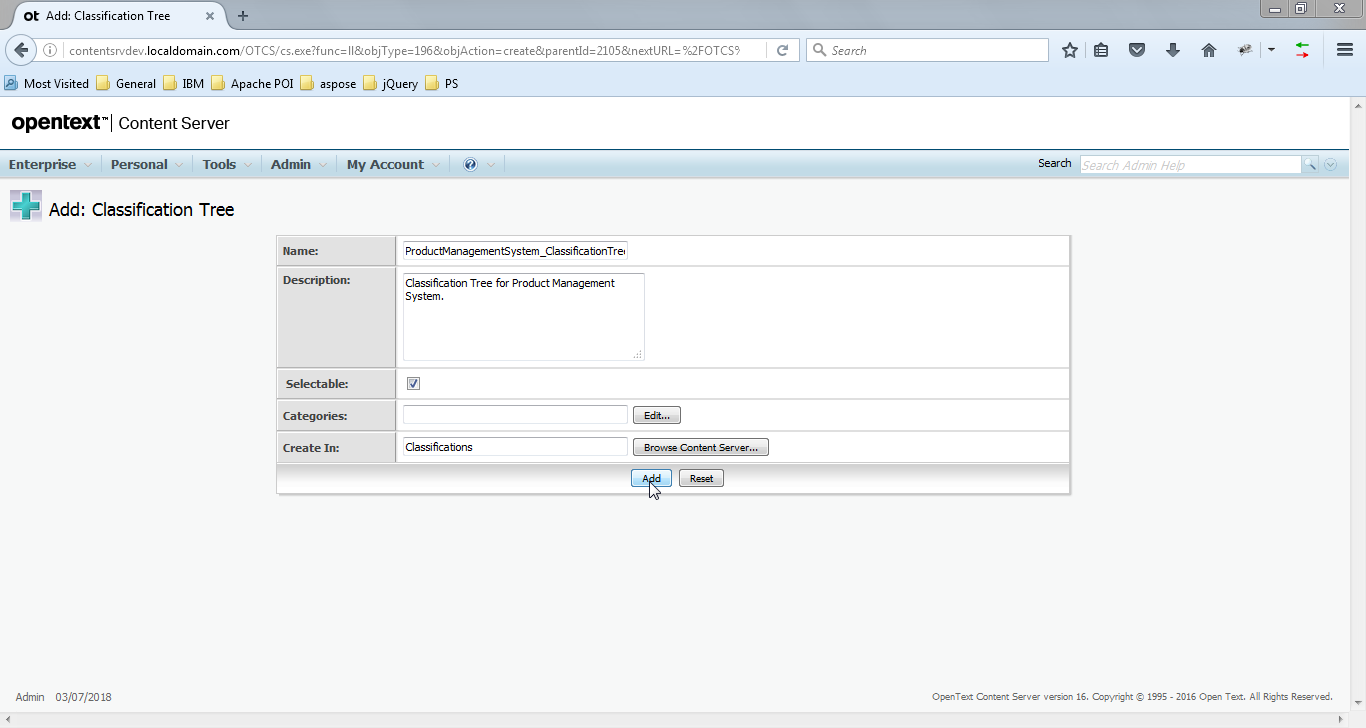 ot Add: Classification Tree
contentsrvdev.localdomain.com/OTCS/cs.exe?func=ll&objType=196&objAction=create&parentId=2105&nextURL=%2FOTCS%
Search
Most Visited General IBM Apache POI aspose jQuery PS
opentext™ | Content Server
Enterprise Personal Tools Admin My Account ? Search Search Admin Help
Add: Classification Tree
Name: ProductManagementSystem_ClassificationTree
Description: Classification Tree for Product Management
System.
Selectable:
Categories: Edit...
Create In: Classifications Browse Content Server...
Add Reset
Admin 03/07/2018 OpenText Content Server version 16. Copyright © 1995 - 2016 Open Text. All Rights Reserved.